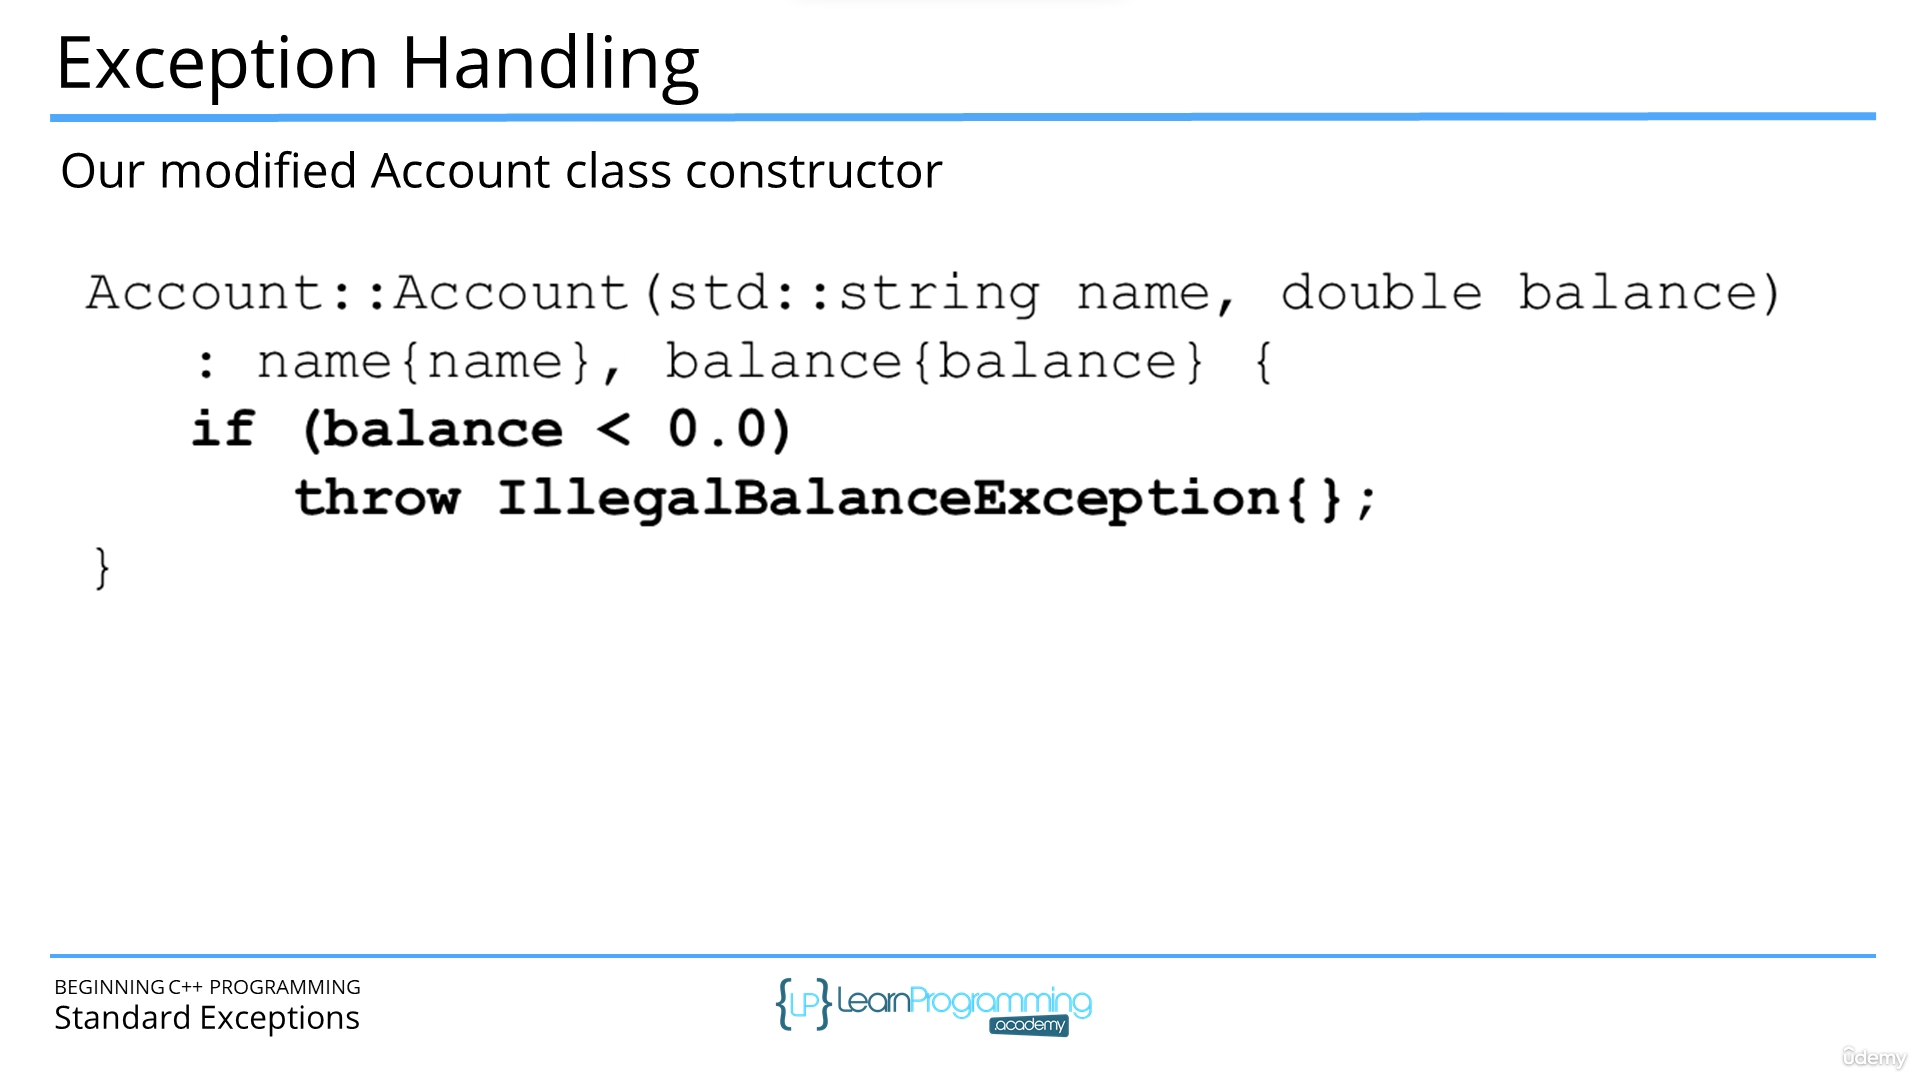 Exception Handling
Our modified Account class constructor
Account::Account(std::string name, double balance)
: name{name}, balance{balance} {
if (balance < 0.0)
throw IllegalBalanceException{};
}
BEGINNING C++ PROGRAMMING
Standard Exceptions
{LP} LearnProgramming
.academy
ûdemy